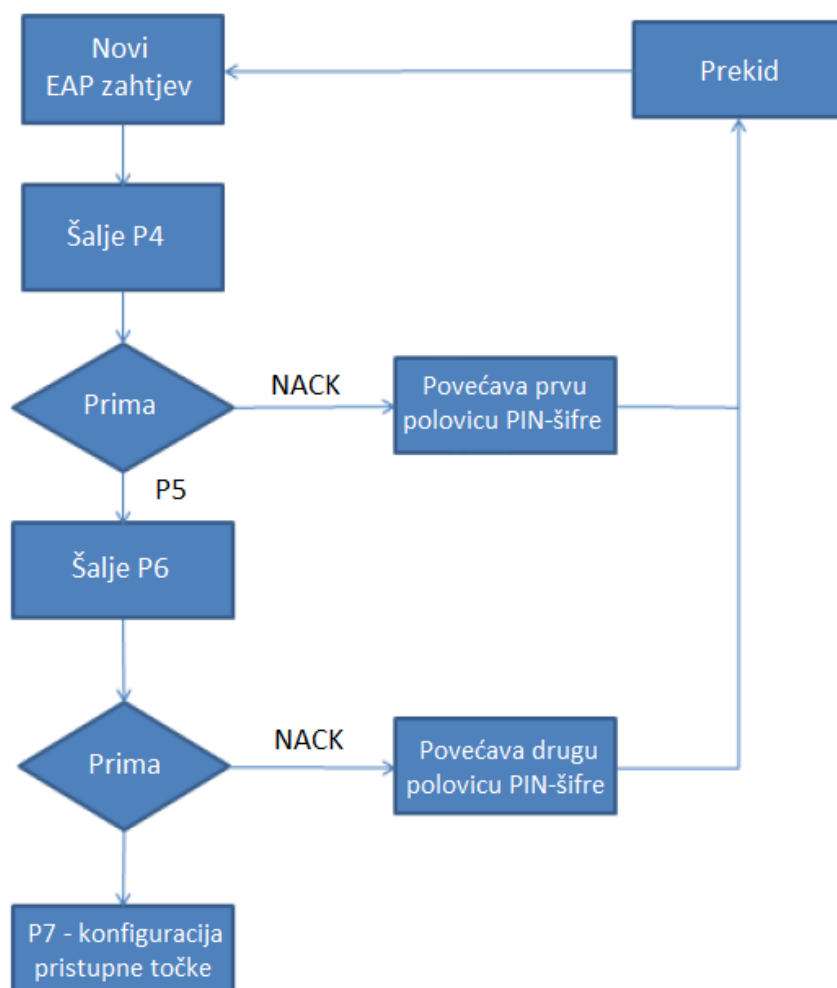 Novi
EAP zahtjev
Prekid
Šalje P4
Prima
NACK
Povećava prvu
polovicu PIN-šifre
P5
Šalje P6
Prima
NACK
Povećava drugu
polovicu PIN-šifre
P7 - konfiguracija
pristupne točke